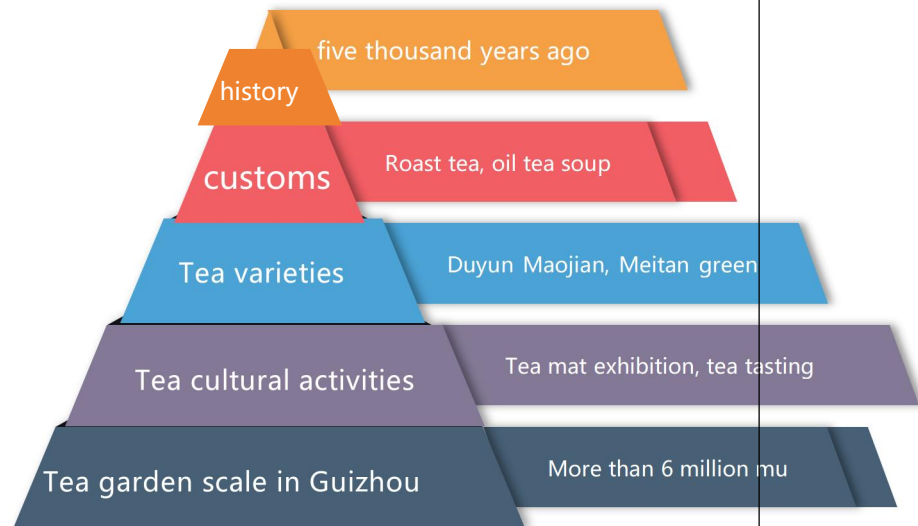 five thousand years ago
history
customs
Roast tea, oil tea soup
Tea varieties
Duyun Maojian, Meitan green
Tea cultural activities
Tea mat exhibition, tea tasting
Tea garden scale in Guizhou
More than 6 million mu